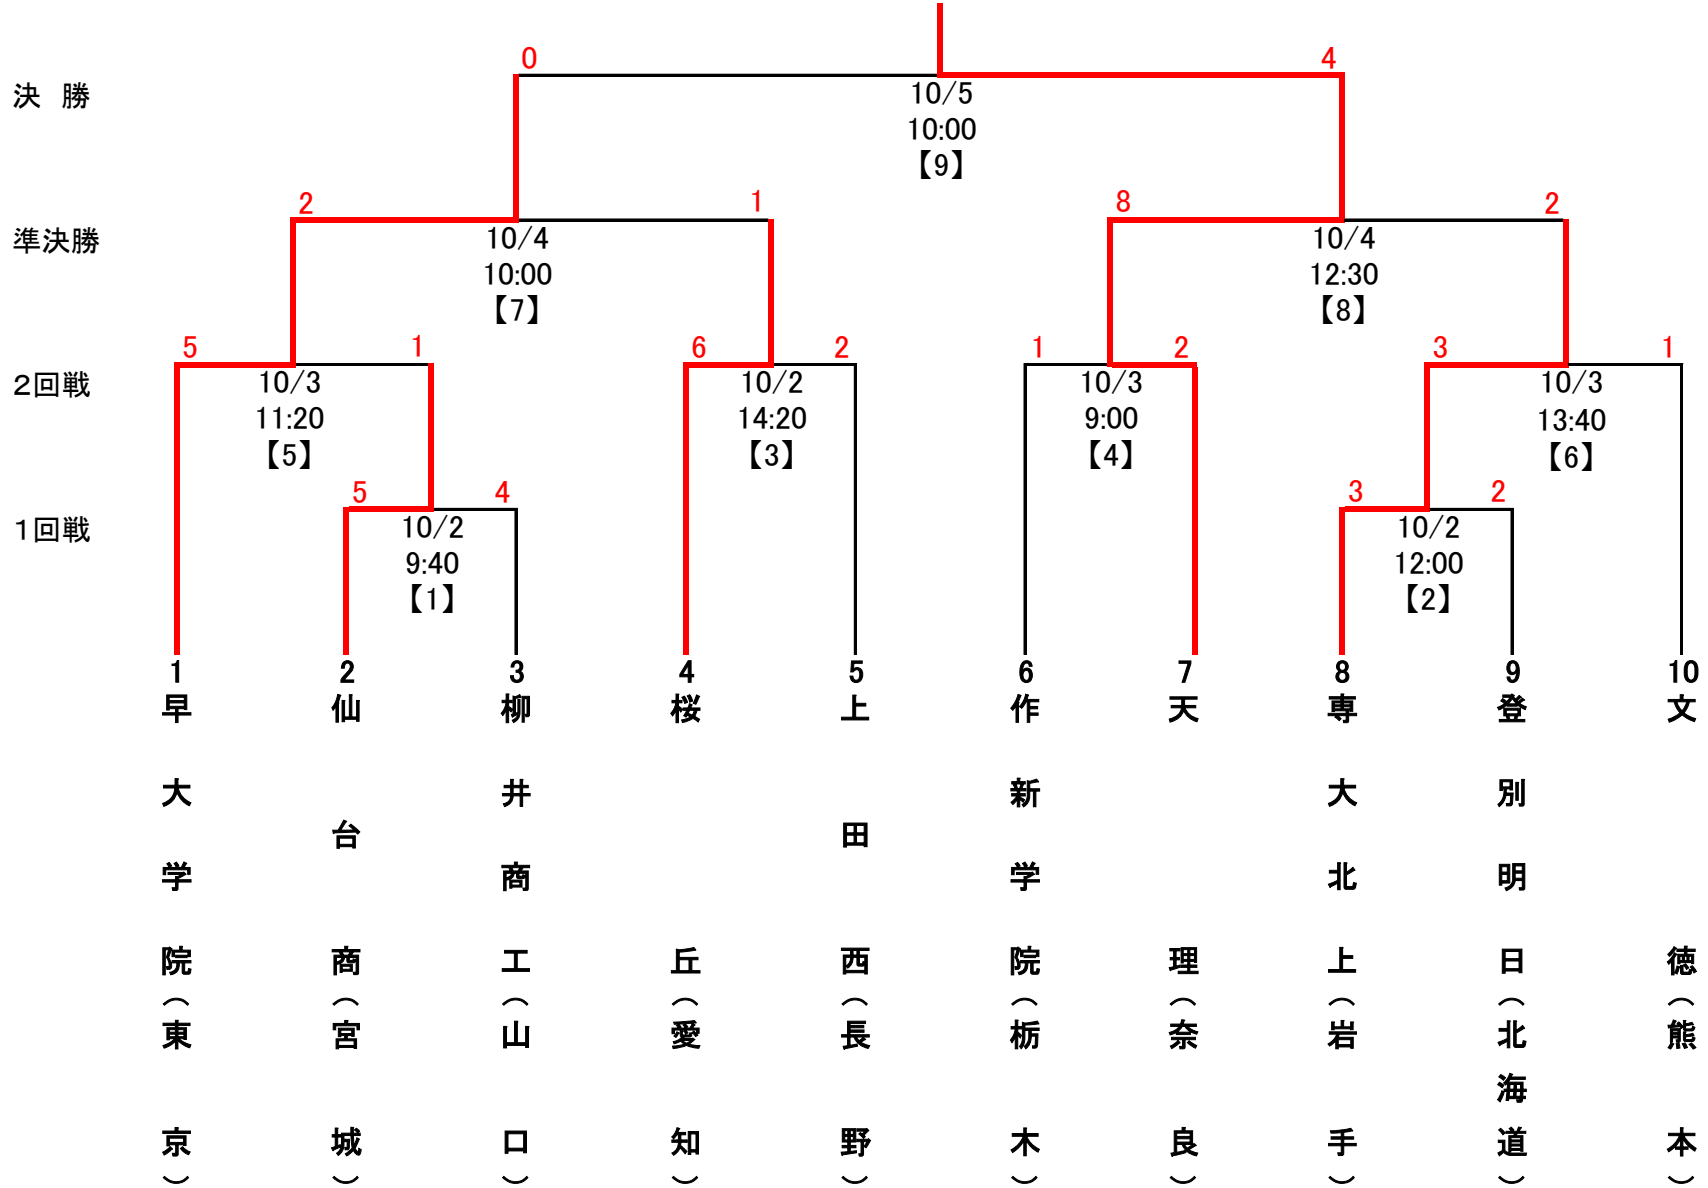 0 4
決 勝
10/5
10:00
【9】
2 1 8 2
準決勝
10/4 10/4
10:00 12:30
【7】 【8】
5 1 6 2 1 2 3 1
2回戦
10/3 10/2 10/3 10/3
11:20 14:20 9:00 13:40
【5】 【3】 【4】 【6】
5 4 3 2
1回戦
10/2 10/2
9:40 12:00
【1】 【2】
1 2 3 4 5 6 7 8 9 10
早大学院(東京)
仙台商(宮城)
柳井商工(山口)
桜丘(愛知)
上田西(長野)
作新学院(栃木)
天理(奈良)
専大北上(岩手)
登別明日(北海道)
文徳(熊本)